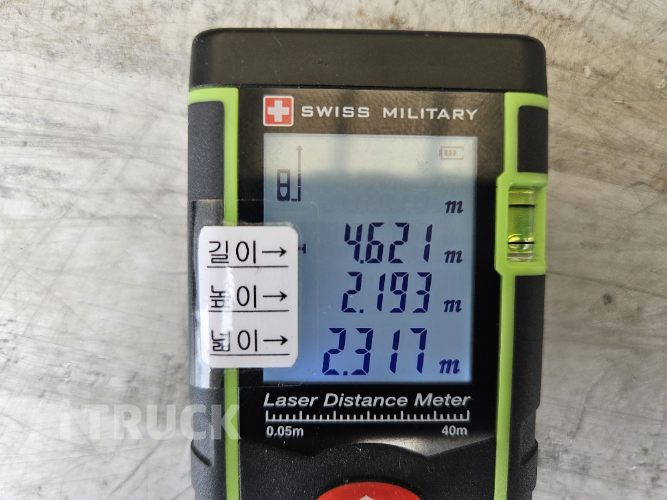 SWISS MILITARY
m
길이→ 4.621 m
높이→ 2.193 m
넓이→ 2.317 m
Laser Distance Meter
0.05m 40m
1TRUCK